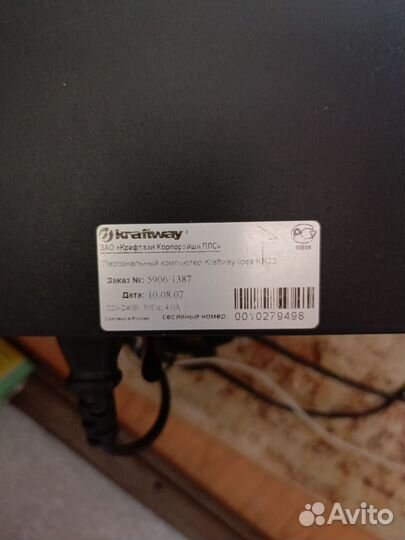 kraftway
ЗАО «Крафтвэй Корпорэйшн ПЛС»
Персональный компьютер Kraftway Idea KR22
Заказ №: 5906 1387
Дата: 10.08.07
220-240В, 50Гц, 4.0А
Сделано в России
серийный номер:
0010279498
Avito